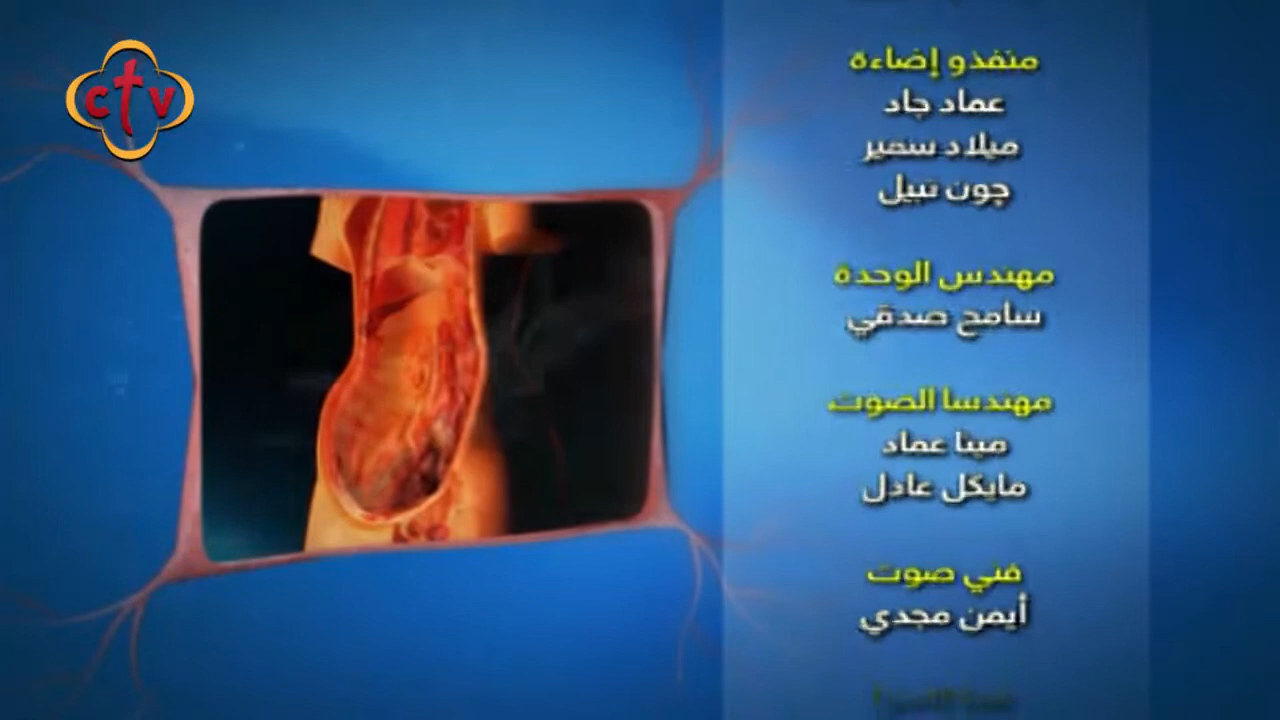 ctv
منفذو إضاءة
عماد جاد
ميلاد سمير
چون نبيل
مهندس الوحدة
سامح صدقي
مهندسا الصوت
مينا عماد
مايكل عادل
فني صوت
أيمن مجدي